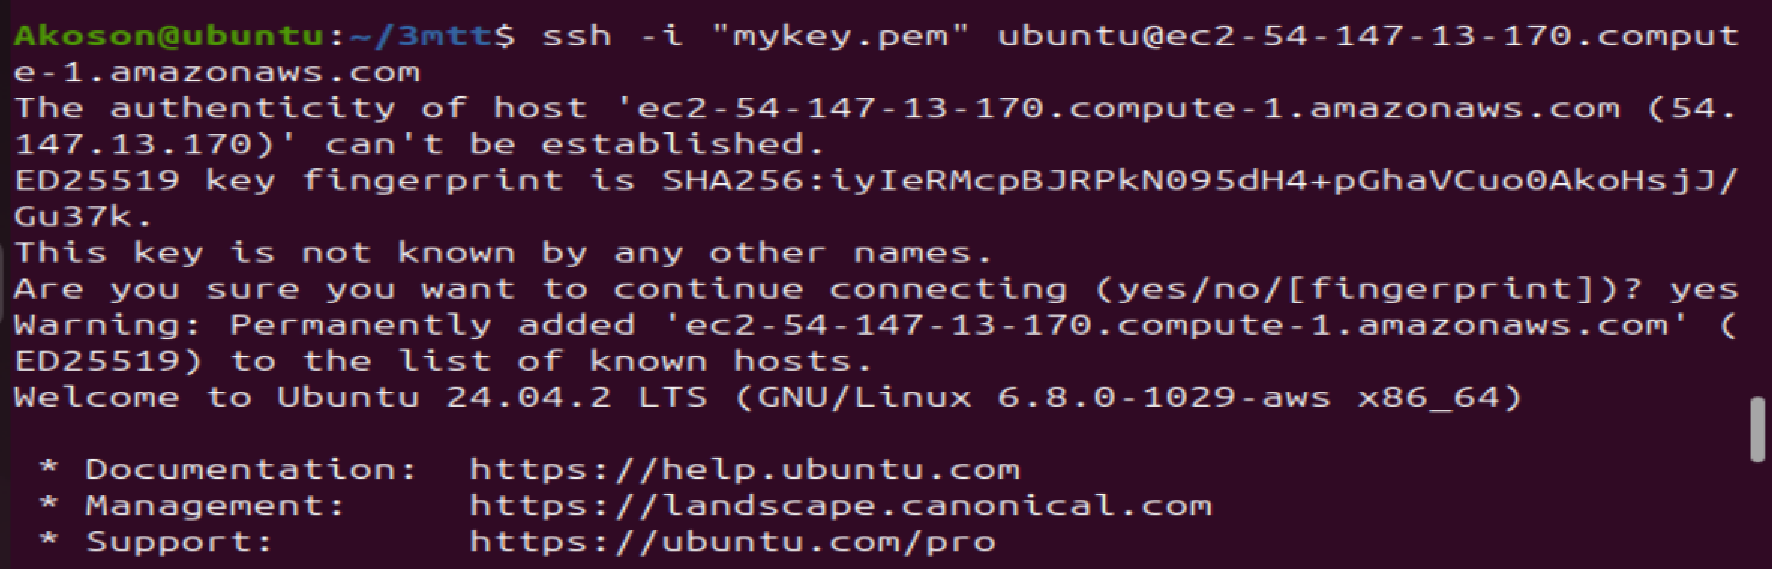 Akoson@ubuntu:~/3mtt$ ssh -i "mykey.pem" ubuntu@ec2-54-147-13-170.comput
e-1.amazonaws.com
The authenticity of host 'ec2-54-147-13-170.compute-1.amazonaws.com (54.
147.13.170)' can't be established.
ED25519 key fingerprint is SHA256:iyIeRMcpBJRPkN095dH4+pGhaVCuo0AkoHsjJ/
Gu37k.
This key is not known by any other names.
Are you sure you want to continue connecting (yes/no/[fingerprint])? yes
Warning: Permanently added 'ec2-54-147-13-170.compute-1.amazonaws.com' (
ED25519) to the list of known hosts.
Welcome to Ubuntu 24.04.2 LTS (GNU/Linux 6.8.0-1029-aws x86_64)

 * Documentation:  https://help.ubuntu.com
 * Management:     https://landscape.canonical.com
 * Support:        https://ubuntu.com/pro